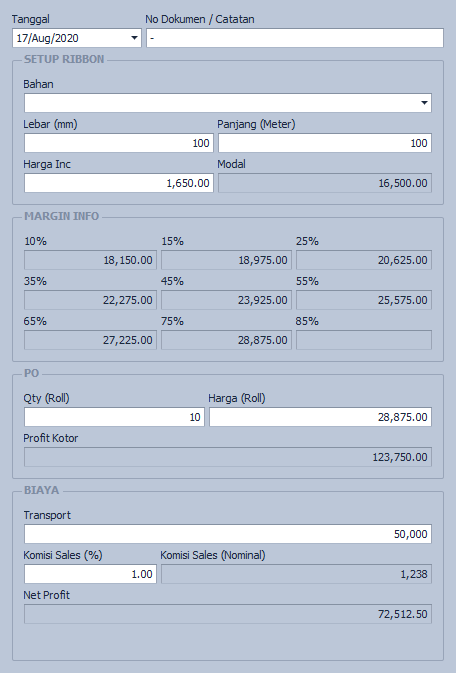 Tanggal No Dokumen / Catatan
17/Aug/2020 -
SETUP RIBBON
Bahan
Lebar (mm) Panjang (Meter)
100 100
Harga Inc Modal
1,650.00 16,500.00
MARGIN INFO
10% 15% 25%
18,150.00 18,975.00 20,625.00
35% 45% 55%
22,275.00 23,925.00 25,575.00
65% 75% 85%
27,225.00 28,875.00
PO
Qty (Roll) Harga (Roll)
10 28,875.00
Profit Kotor
123,750.00
BIAYA
Transport
50,000
Komisi Sales (%) Komisi Sales (Nominal)
1.00 1,238
Net Profit
72,512.50